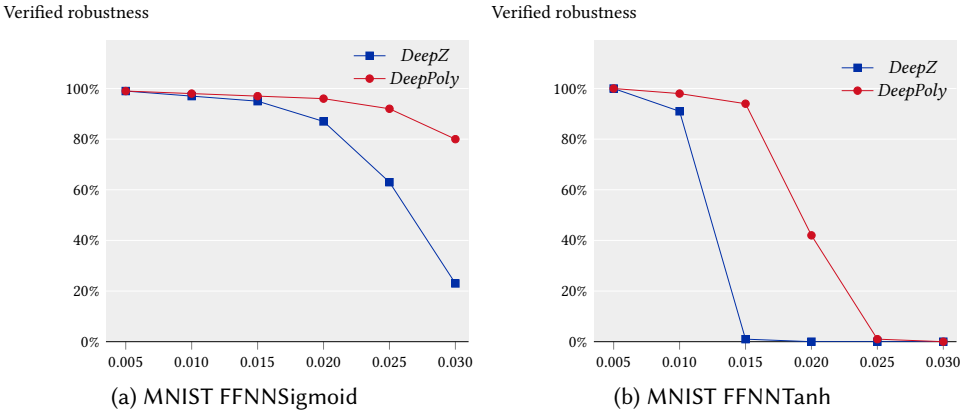 Verified robustness
DeepZ
DeepPoly
100%
80%
60%
40%
20%
0%
0.005 0.010 0.015 0.020 0.025 0.030
(a) MNIST FFNNSigmoid
Verified robustness
DeepZ
DeepPoly
100%
80%
60%
40%
20%
0%
0.005 0.010 0.015 0.020 0.025 0.030
(b) MNIST FFNNTanh